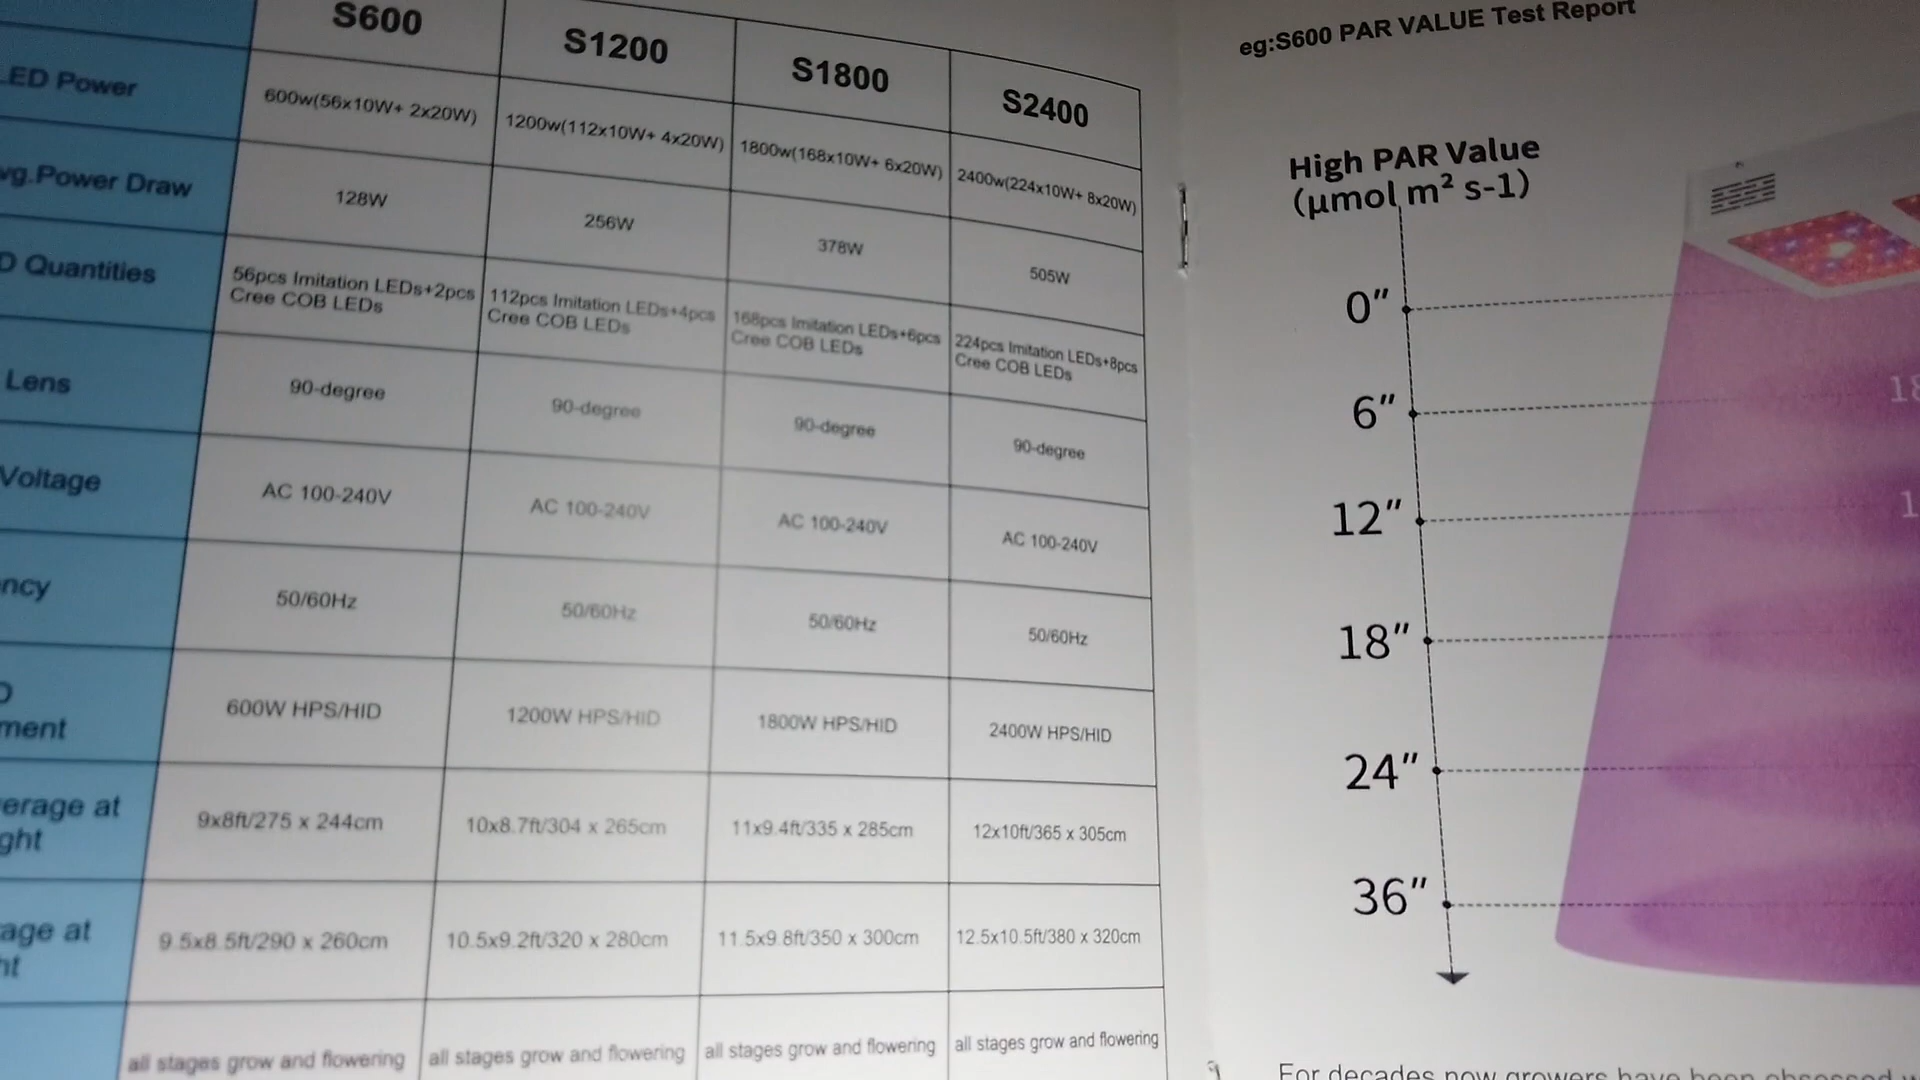 S600 S1200 S1800 S2400
LED Power 600w(56x10W+ 2x20W) 1200w(112x10W+ 4x20W) 1800w(168x10W+ 6x20W) 2400w(224x10W+ 8x20W)
vg.Power Draw 128W 256W 378W 505W
D Quantities 56pcs Imitation LEDs+2pcs 112pcs Imitation LEDs+4pcs 168pcs Imitation LEDs+6pcs 224pcs Imitation LEDs+8pcs
Cree COB LEDs Cree COB LEDs Cree COB LEDs Cree COB LEDs
Lens 90-degree 90-degree 90-degree 90-degree
Voltage AC 100-240V AC 100-240V AC 100-240V AC 100-240V
ncy 50/60Hz 50/60Hz 50/60Hz 50/60Hz
D
ment 600W HPS/HID 1200W HPS/HID 1800W HPS/HID 2400W HPS/HID
erage at
ght 9x8ft/275 x 244cm 10x8.7ft/304 x 265cm 11x9.4ft/335 x 285cm 12x10ft/365 x 305cm
age at
ht 9.5x8.5ft/290 x 260cm 10.5x9.2ft/320 x 280cm 11.5x9.8ft/350 x 300cm 12.5x10.5ft/380 x 320cm
all stages grow and flowering all stages grow and flowering all stages grow and flowering all stages grow and flowering
eg:S600 PAR VALUE Test Report
High PAR Value
(μmol m² s-1)
0"
6"
12"
18"
24"
36"
For decades now growers have been obsessed